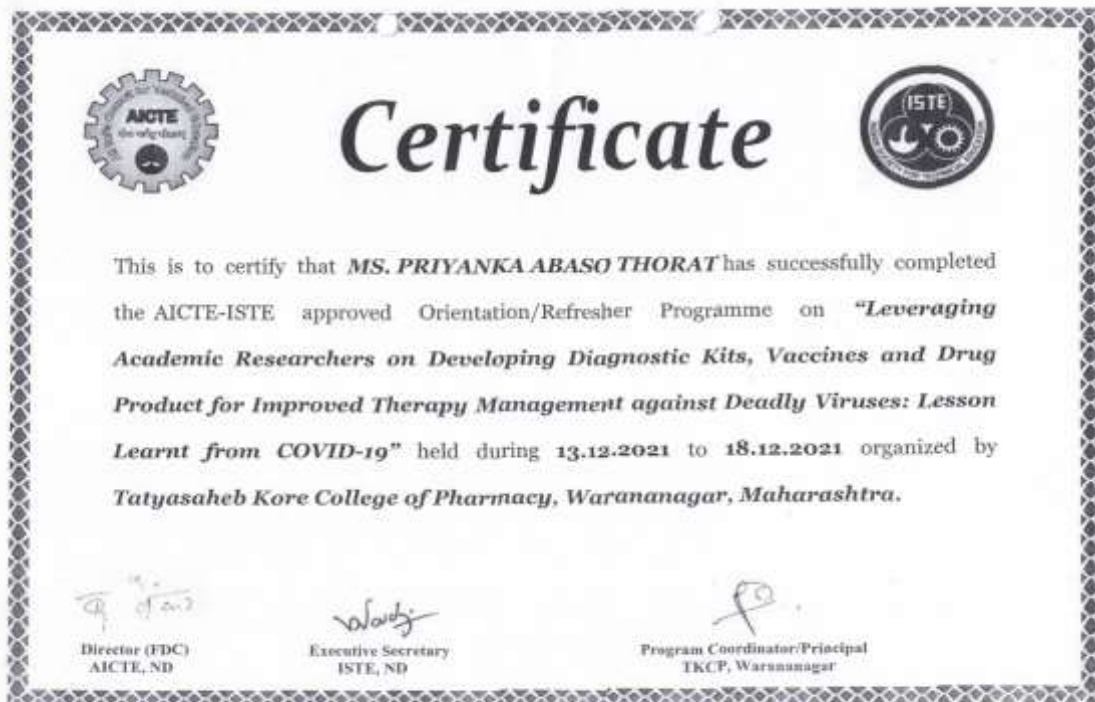 AICTE
Certificate
ISTE
This is to certify that MS. PRIYANKA ABASO THORAT has successfully completed
the AICTE-ISTE approved Orientation/Refresher Programme on "Leveraging
Academic Researchers on Developing Diagnostic Kits, Vaccines and Drug
Product for Improved Therapy Management against Deadly Viruses: Lesson
Learnt from COVID-19" held during 13.12.2021 to 18.12.2021 organized by
Tatyasaheb Kore College of Pharmacy, Warananagar, Maharashtra.
Director (FDC)
AICTE, ND
Executive Secretary
ISTE, ND
Program Coordinator/Principal
TKCP, Warananagar